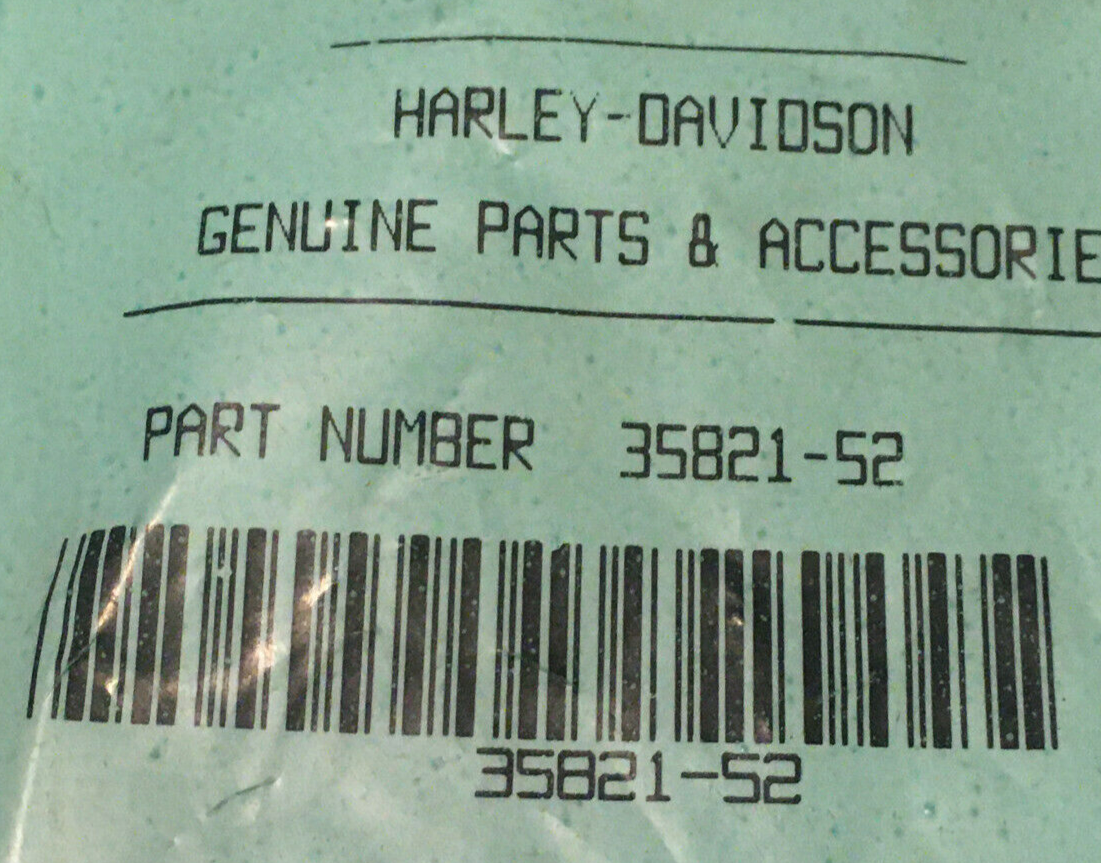 HARLEY-DAVIDSON
GENUINE PARTS & ACCESSORIE
PART NUMBER 35821-52
35821-52